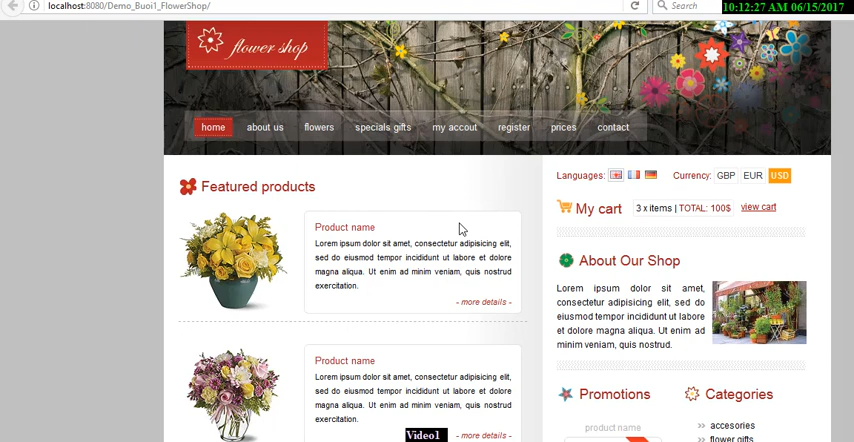 localhost:8080/Demo_Buoi1_FlowerShop/
Search
10:12:27 AM 06/15/2017
flower shop
home about us flowers specials gifts my accout register prices contact
Languages: Currency: GBP EUR USD
My cart 3 x items | TOTAL: 100$ view cart
Featured products
Product name
Lorem ipsum dolor sit amet, consectetur adipisicing elit,
sed do eiusmod tempor incididunt ut labore et dolore
magna aliqua. Ut enim ad minim veniam, quis nostrud
exercitation.
- more details -
Product name
Lorem ipsum dolor sit amet, consectetur adipisicing elit,
sed do eiusmod tempor incididunt ut labore et dolore
magna aliqua. Ut enim ad minim veniam, quis nostrud
exercitation.
- more details -
Video1
About Our Shop
Lorem ipsum dolor sit amet,
consectetur adipisicing elit, sed do
eiusmod tempor incididunt ut labore
et dolore magna aliqua. Ut enim ad
minim veniam, quis nostrud.
Promotions
product name
Categories
>> accesories
>> flower gifts